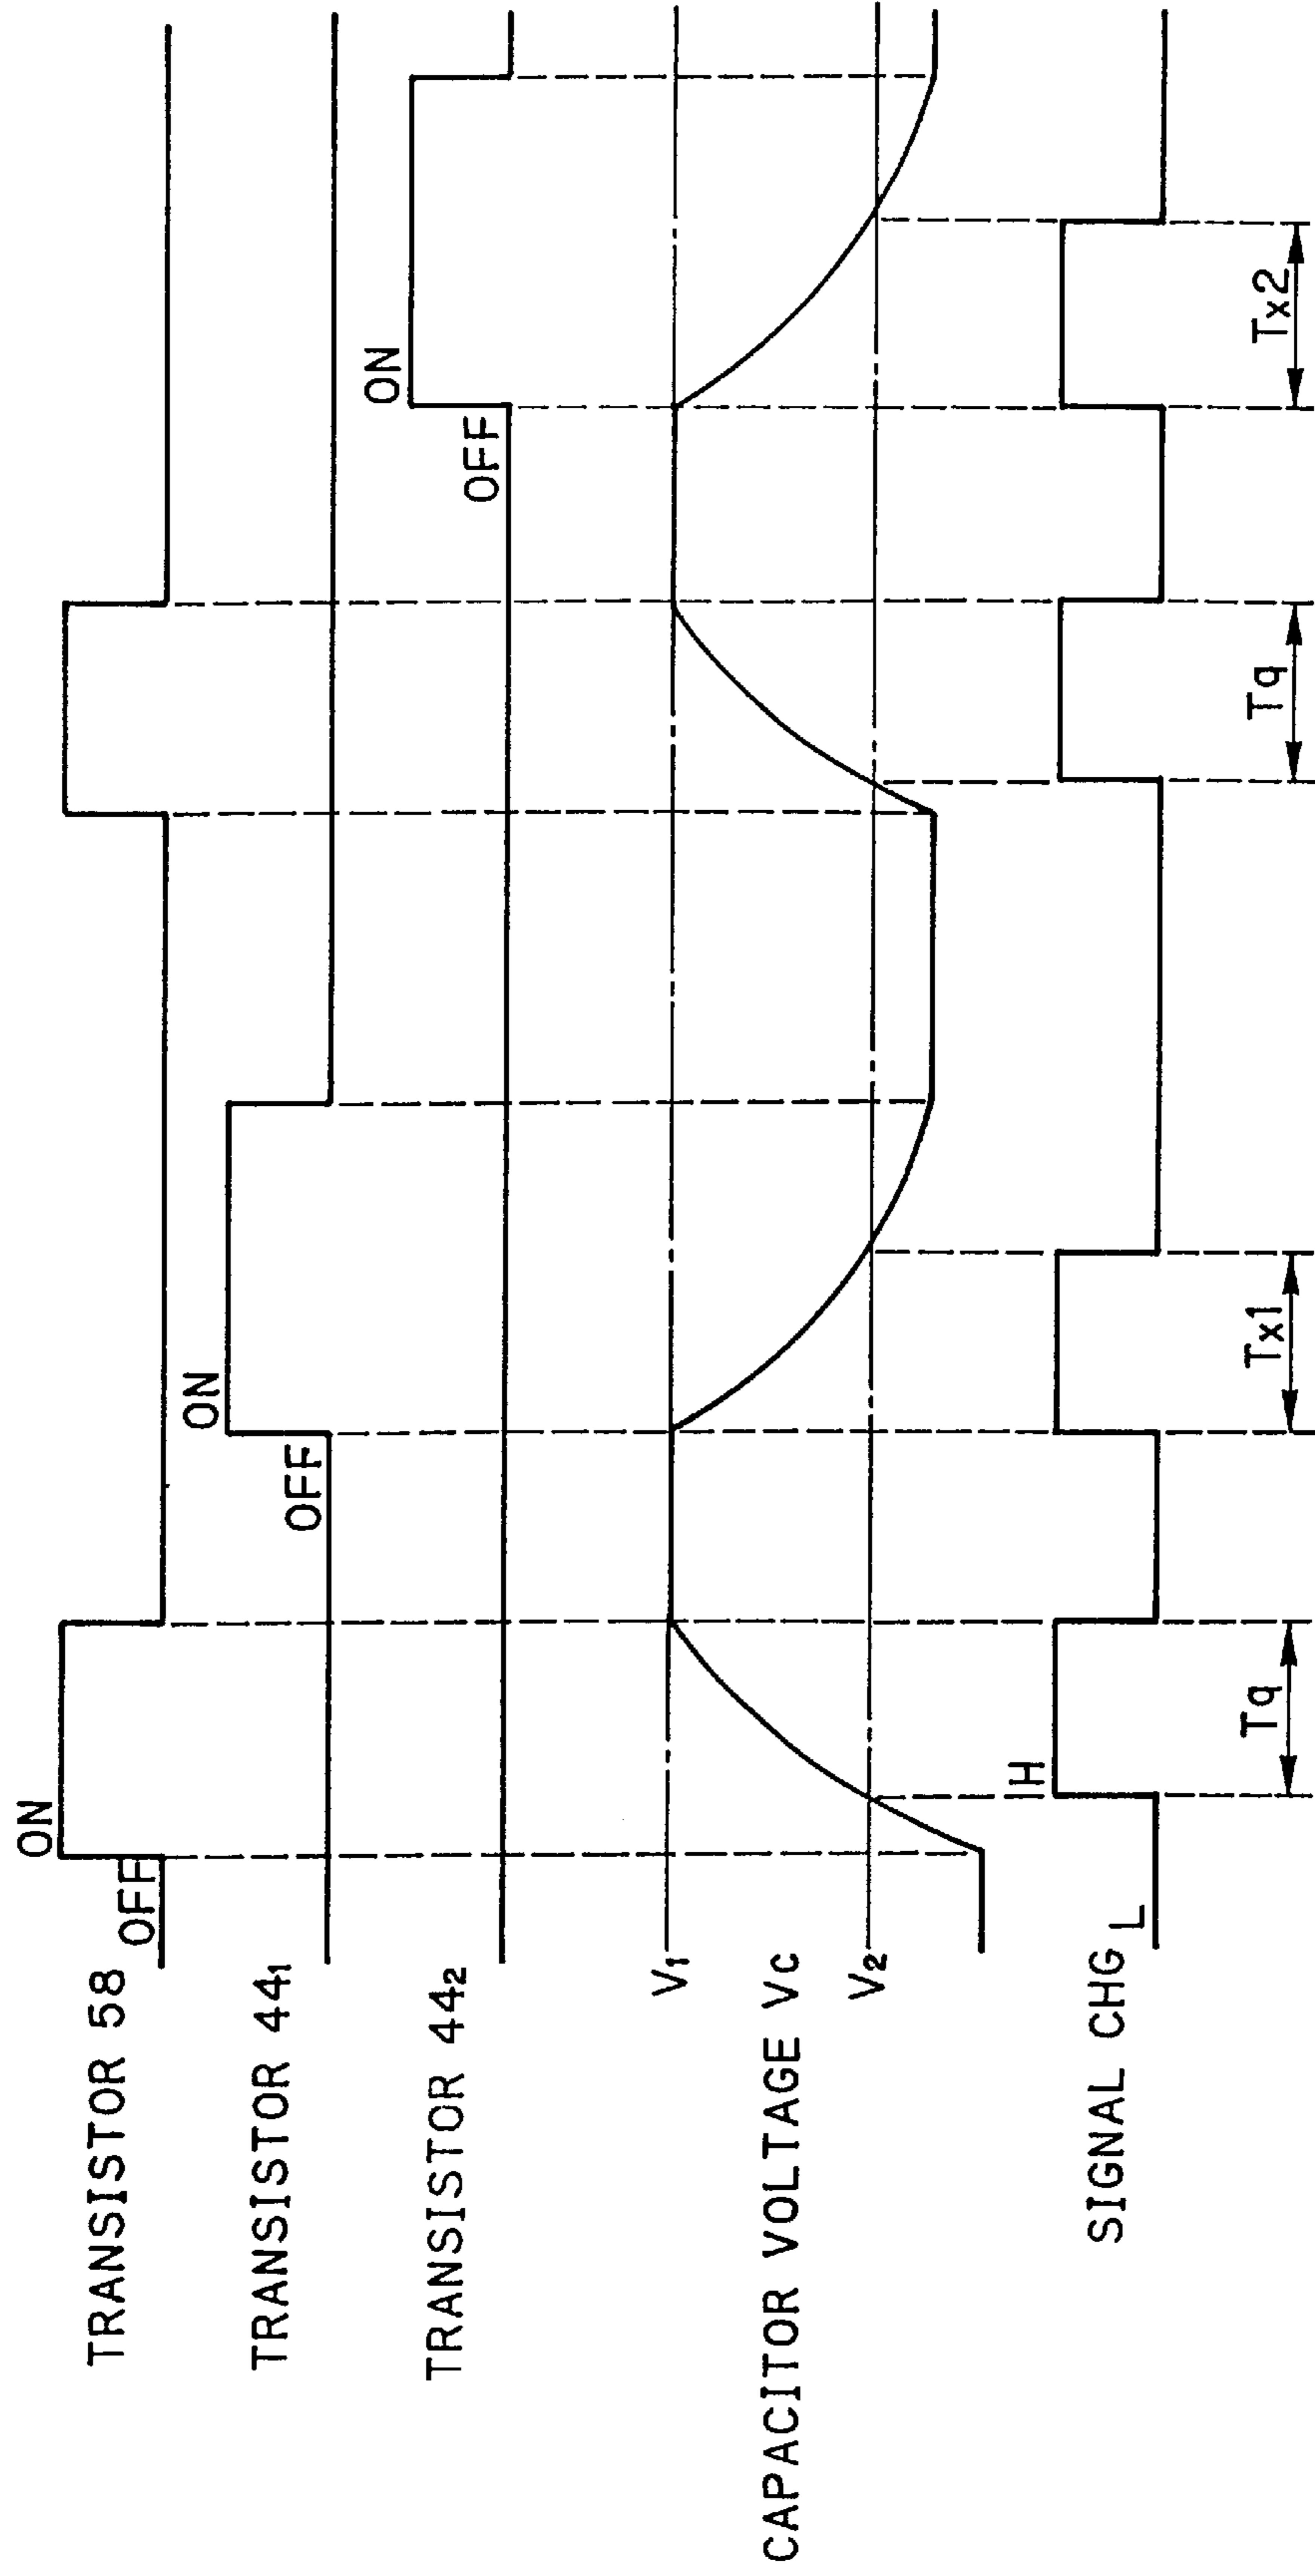 TRANSISTOR 58
OFF
ON
TRANSISTOR 44₁
OFF
ON
TRANSISTOR 44₂
OFF
ON
V₁
CAPACITOR VOLTAGE Vc
V₂
SIGNAL CHG
L
H
Tq
Tx1
Tq
Tx2